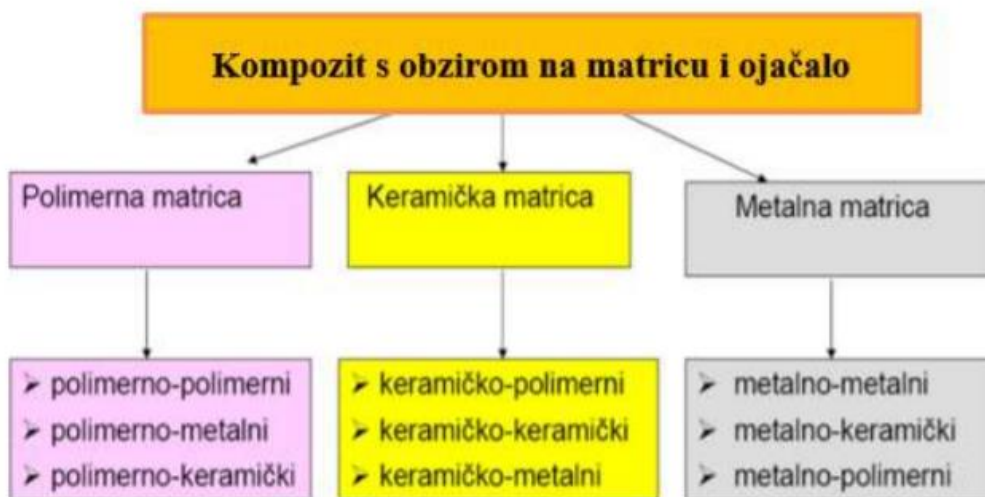 Kompozit s obzirom na matricu i ojačalo
Polimerna matrica
Keramička matrica
Metalna matrica
➢ polimerno-polimerni
➢ polimerno-metalni
➢ polimerno-keramički
➢ keramičko-polimerni
➢ keramičko-keramički
➢ keramičko-metalni
➢ metalno-metalni
➢ metalno-keramički
➢ metalno-polimerni